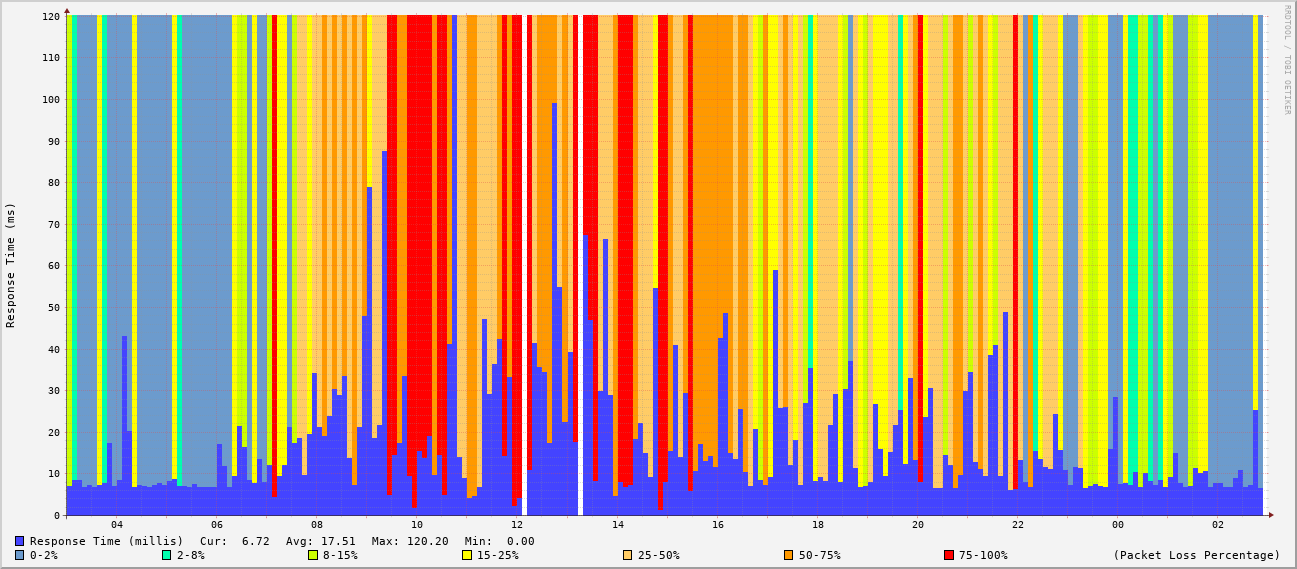 120
110
100
90
80
70
60
50
40
30
20
10
0
Response Time (ms)
RRDTOOL / TOBI OETIKER
04 06 08 10 12 14 16 18 20 22 00 02
Response Time (millis) Cur: 6.72 Avg: 17.51 Max: 120.20 Min: 0.00
0-2% 2-8% 8-15% 15-25% 25-50% 50-75% 75-100% (Packet Loss Percentage)